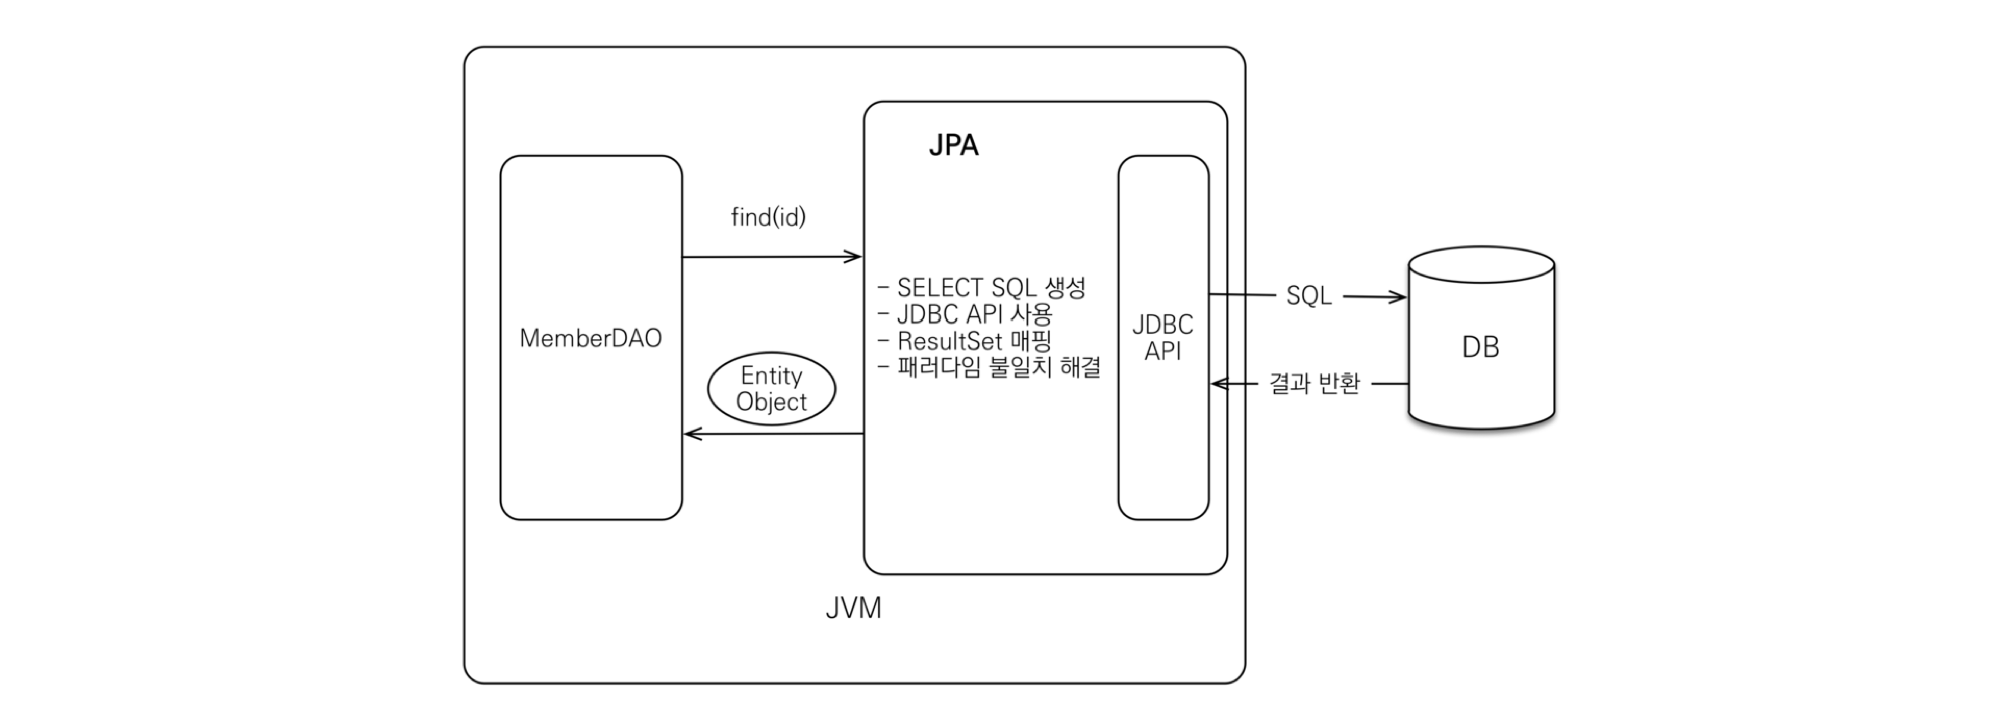 JPA
find(id)
- SELECT SQL 생성
- JDBC API 사용
- ResultSet 매핑
- 패러다임 불일치 해결
MemberDAO
Entity
Object
JDBC
API
SQL
결과 반환
DB
JVM